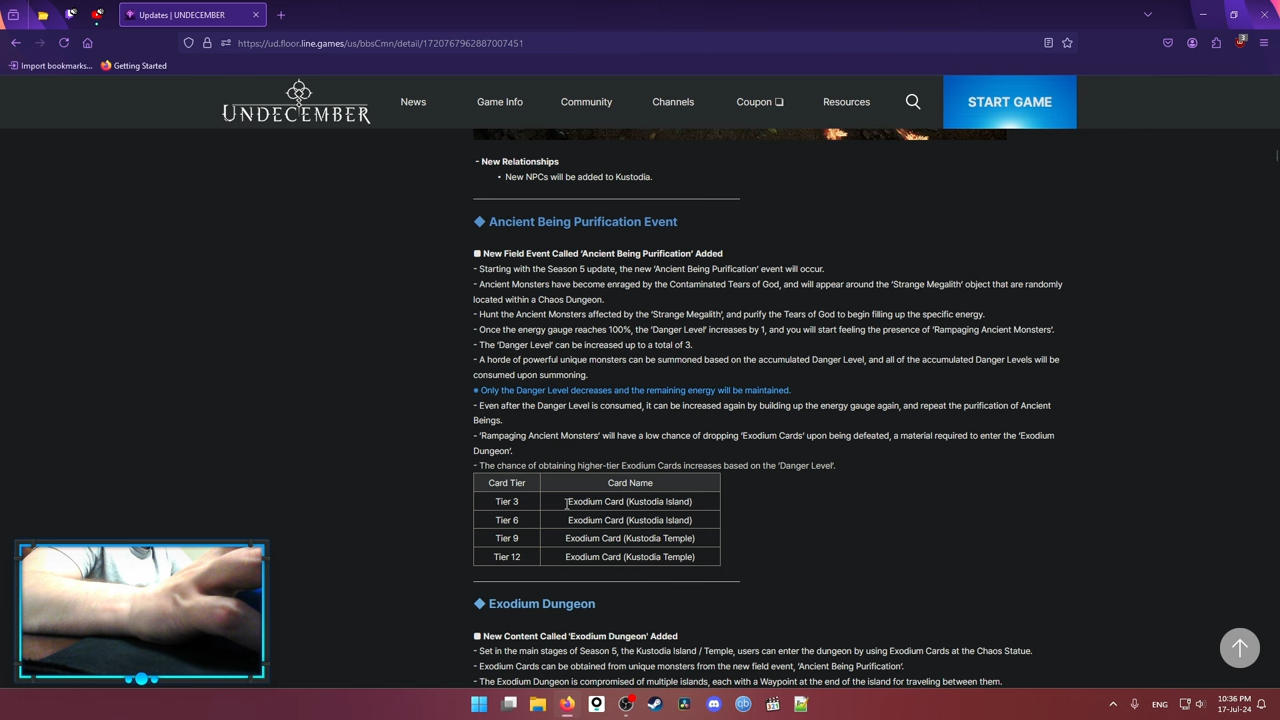 Updates | UNDECEMBER
https://ud.floor.line.games/us/bbsCmn/detail/1720767962887007451
3
Import bookmarks... Getting Started
UNDECEMBER
News Game Info Community Channels Coupon Resources START GAME
- New Relationships
• New NPCs will be added to Kustodia.
◆ Ancient Being Purification Event
New Field Event Called ‘Ancient Being Purification’ Added
- Starting with the Season 5 update, the new ‘Ancient Being Purification’ event will occur.
- Ancient Monsters have become enraged by the Contaminated Tears of God, and will appear around the ‘Strange Megalith’ object that are randomly
located within a Chaos Dungeon.
- Hunt the Ancient Monsters affected by the ‘Strange Megalith’, and purify the Tears of God to begin filling up the specific energy.
- Once the energy gauge reaches 100%, the ‘Danger Level’ increases by 1, and you will start feeling the presence of ‘Rampaging Ancient Monsters’.
- The ‘Danger Level’ can be increased up to a total of 3.
- A horde of powerful unique monsters can be summoned based on the accumulated Danger Level, and all of the accumulated Danger Levels will be
consumed upon summoning.
※ Only the Danger Level decreases and the remaining energy will be maintained.
- Even after the Danger Level is consumed, it can be increased again by building up the energy gauge again, and repeat the purification of Ancient
Beings.
- ‘Rampaging Ancient Monsters’ will have a low chance of dropping ‘Exodium Cards’ upon being defeated, a material required to enter the ‘Exodium
Dungeon’.
- The chance of obtaining higher-tier Exodium Cards increases based on the ‘Danger Level’.
Card Tier Card Name
Tier 3 Exodium Card (Kustodia Island)
Tier 6 Exodium Card (Kustodia Island)
Tier 9 Exodium Card (Kustodia Temple)
Tier 12 Exodium Card (Kustodia Temple)
◆ Exodium Dungeon
New Content Called 'Exodium Dungeon' Added
- Set in the main stages of Season 5, the Kustodia Island / Temple, users can enter the dungeon by using Exodium Cards at the Chaos Statue.
- Exodium Cards can be obtained from unique monsters from the new field event, ‘Ancient Being Purification’.
- The Exodium Dungeon is compromised of multiple islands, each with a Waypoint at the end of the island for traveling between them.
ENG
10:36 PM
17-Jul-24